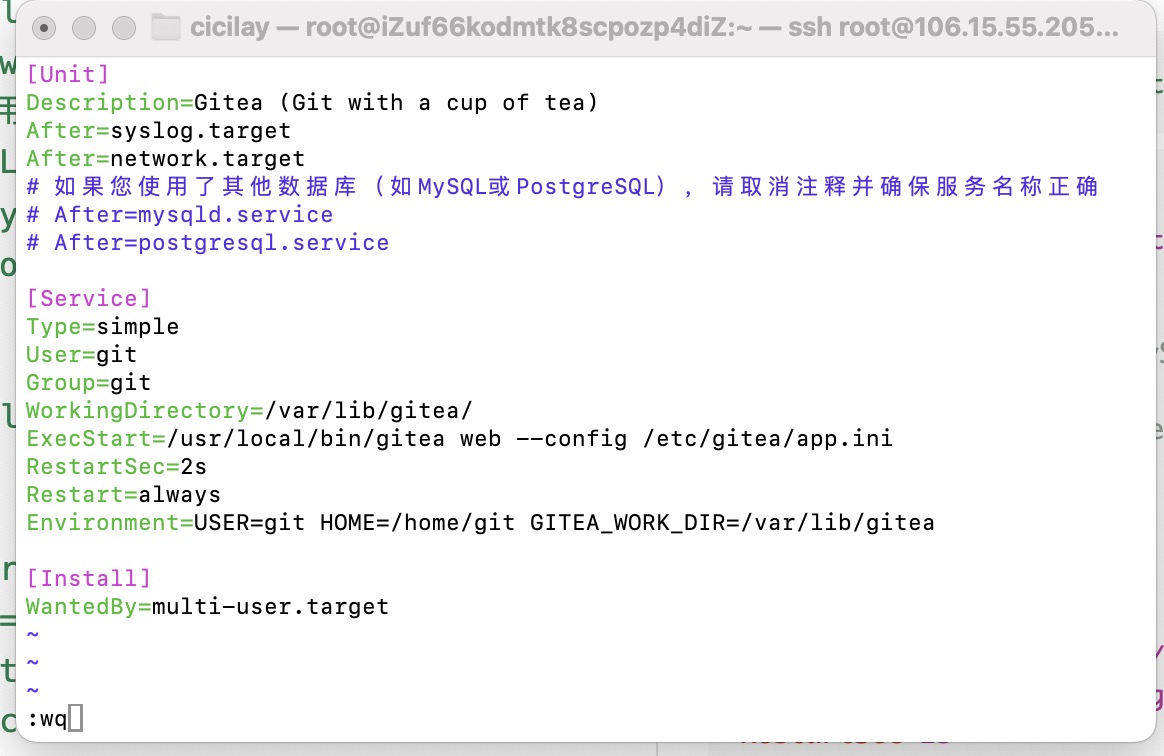 cicilay — root@iZuf66kodmtk8scpozp4diZ:~ — ssh root@106.15.55.205...
[Unit]
Description=Gitea (Git with a cup of tea)
After=syslog.target
After=network.target
# 如果您使用了其他数据库（如MySQL或PostgreSQL），请取消注释并确保服务名称正确
# After=mysqld.service
# After=postgresql.service
[Service]
Type=simple
User=git
Group=git
WorkingDirectory=/var/lib/gitea/
ExecStart=/usr/local/bin/gitea web --config /etc/gitea/app.ini
RestartSec=2s
Restart=always
Environment=USER=git HOME=/home/git GITEA_WORK_DIR=/var/lib/gitea
[Install]
WantedBy=multi-user.target
~
~
~
:wq